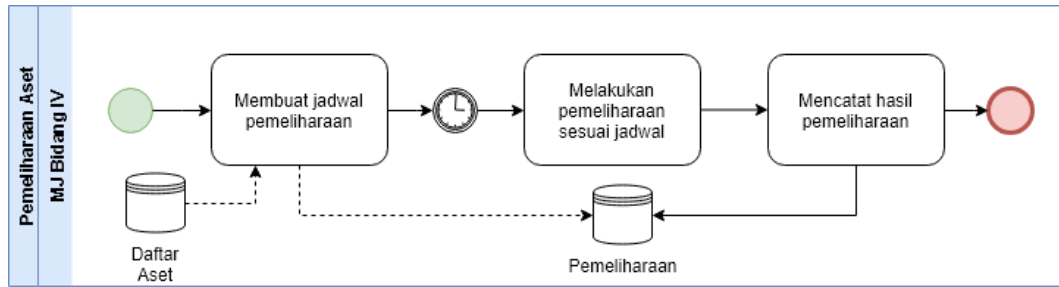 Pemeliharaan Aset
MJ Bidang IV
Membuat jadwal
pemeliharaan
Melakukan
pemeliharaan
sesuai jadwal
Mencatat hasil
pemeliharaan
Daftar
Aset
Pemeliharaan